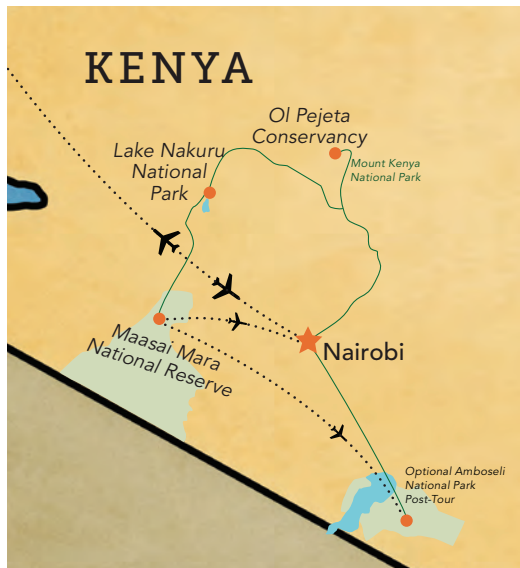 KENYA
Ol Pejeta
Conservancy
Lake Nakuru
National
Park
Mount Kenya
National Park
Maasai Mara
National Reserve
Nairobi
Optional Amboseli
National Park
Post-Tour